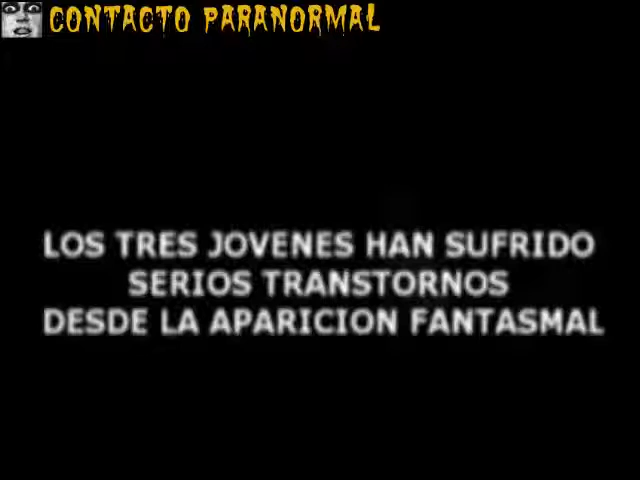 CONTACTO PARANORMAL
LOS TRES JOVENES HAN SUFRIDO
SERIOS TRANSTORNOS
DESDE LA APARICION FANTASMAL